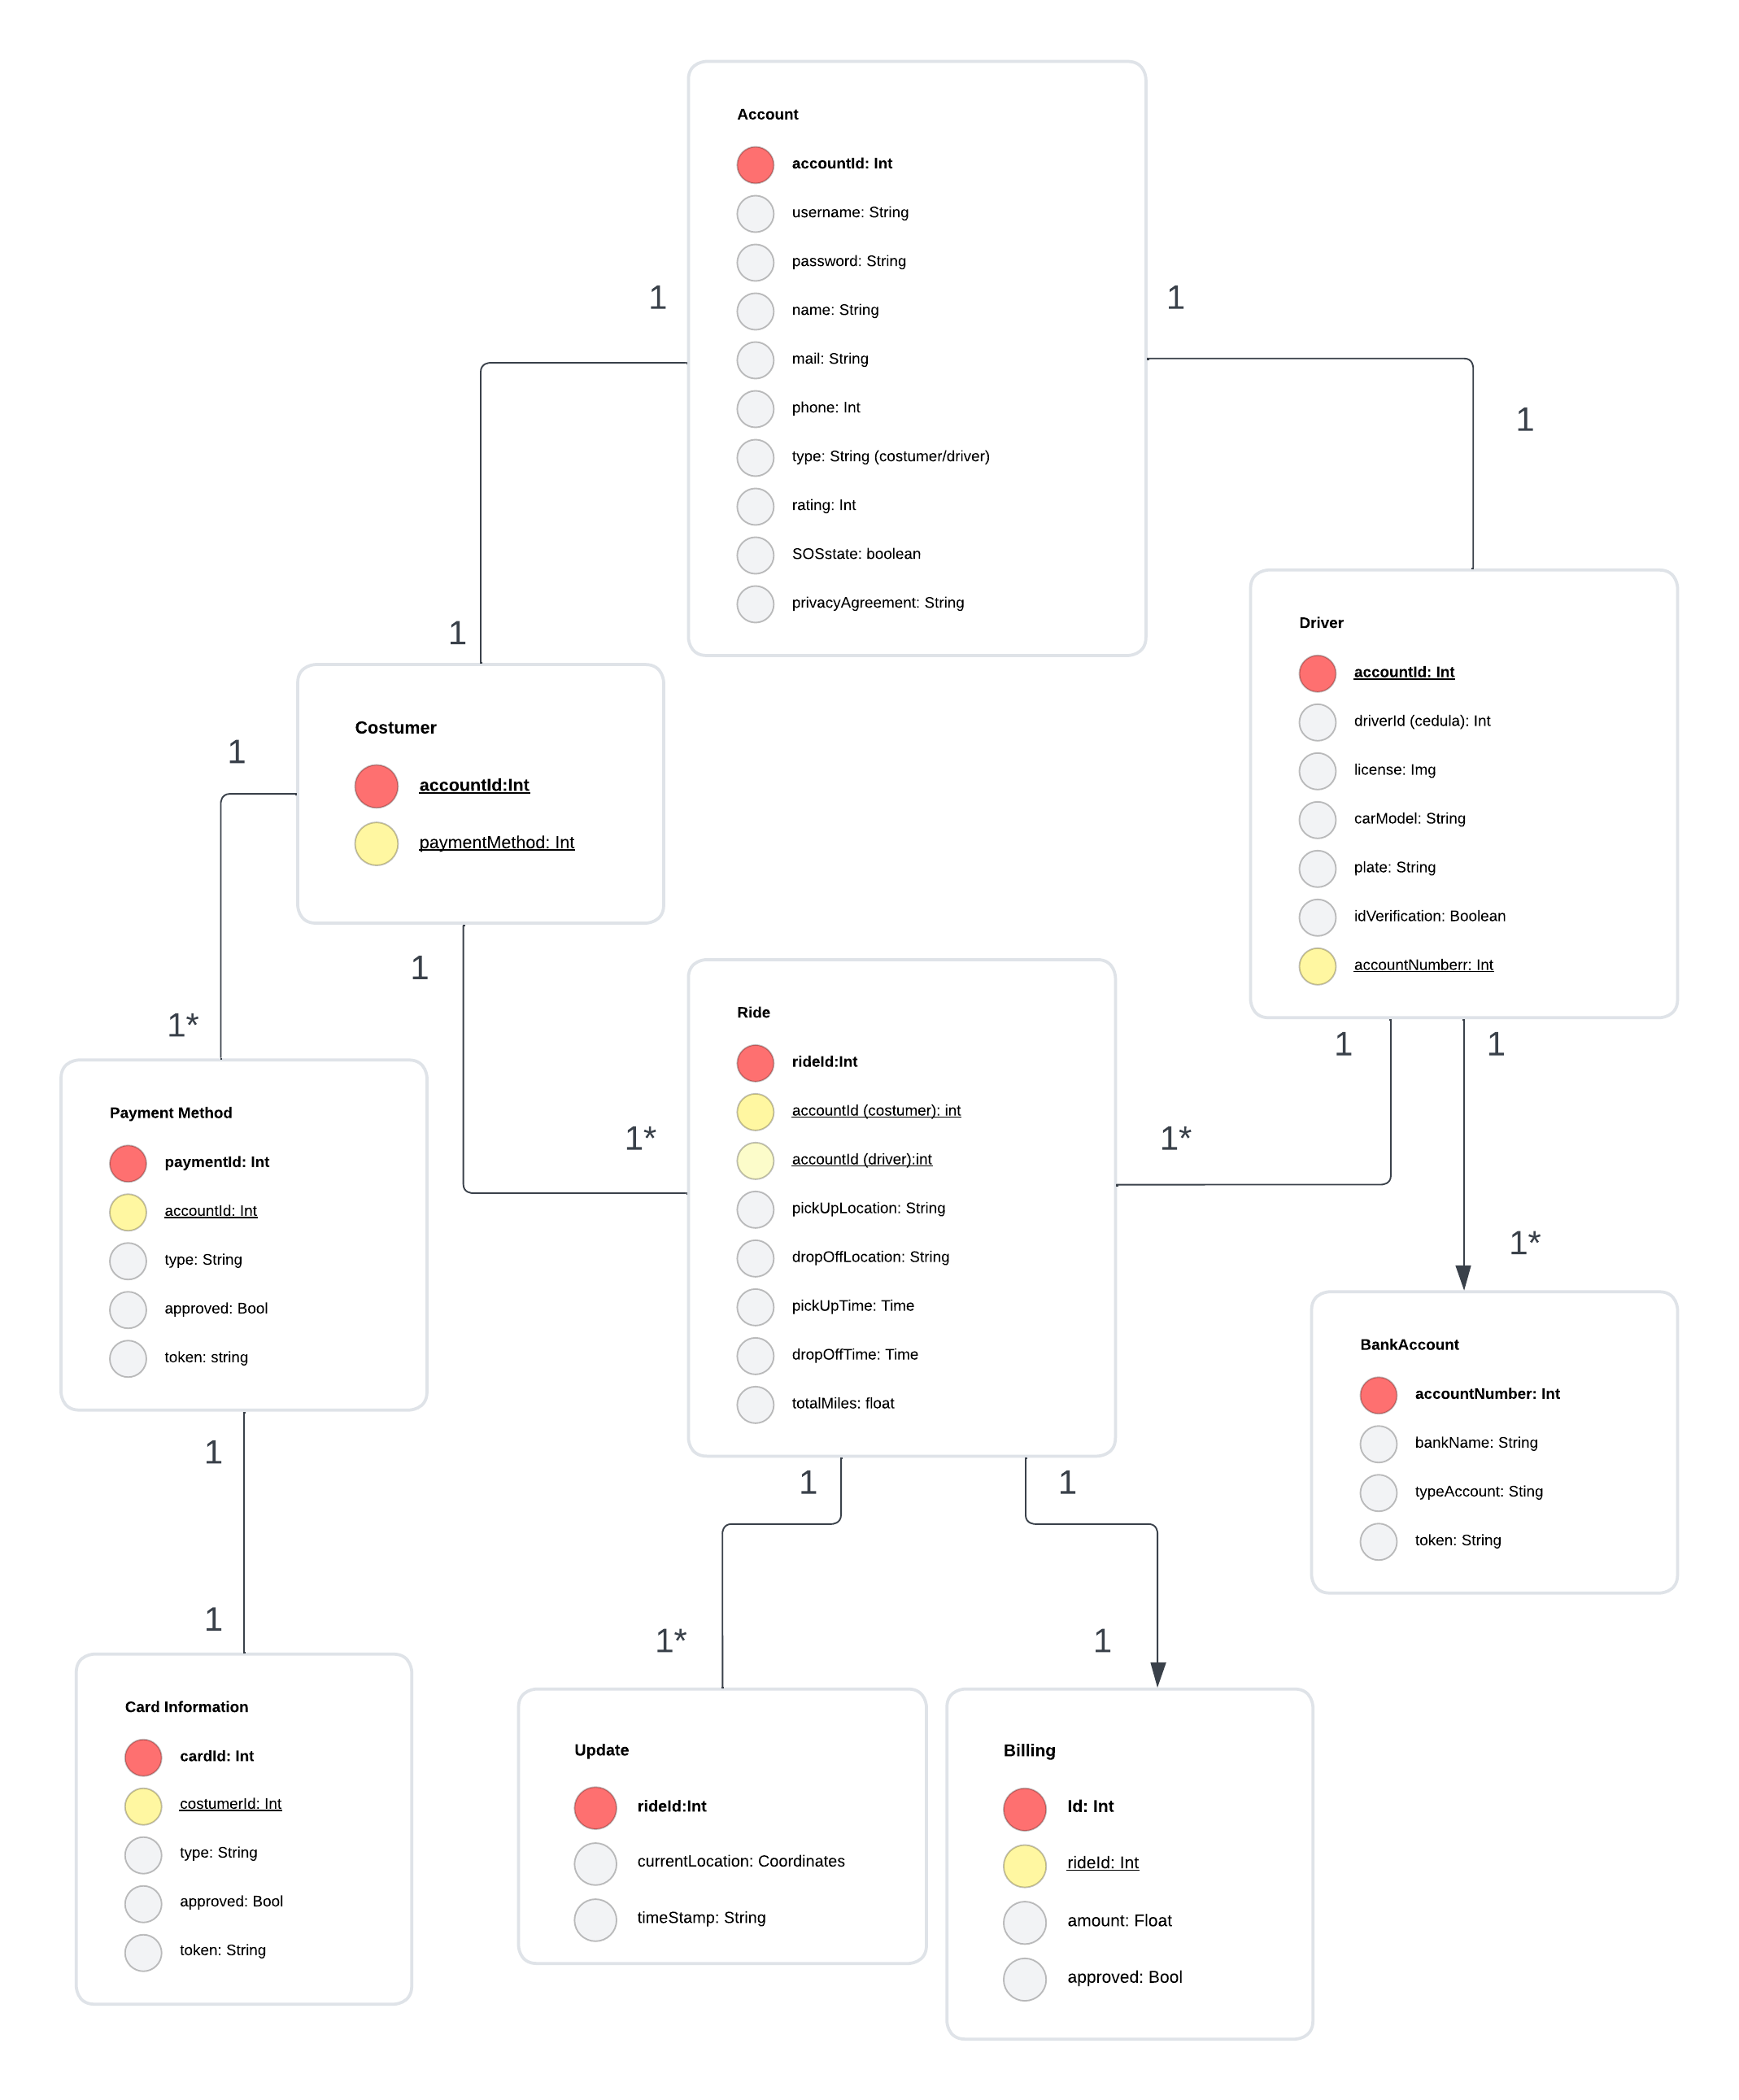 Account
accountId: Int
username: String
password: String
name: String
mail: String
phone: Int
type: String (costumer/driver)
rating: Int
SOSstate: boolean
privacyAgreement: String
1
1
1
1
Driver
accountId: Int
driverId (cedula): Int
license: Img
carModel: String
plate: String
idVerification: Boolean
accountNumberr: Int
Costumer
accountId:Int
paymentMethod: Int
1
1*
1
1*
Ride
rideId:Int
accountId (costumer): int
accountId (driver):int
pickUpLocation: String
dropOffLocation: String
pickUpTime: Time
dropOffTime: Time
totalMiles: float
1
1*
1
1*
Payment Method
paymentId: Int
accountId: Int
type: String
approved: Bool
token: string
BankAccount
accountNumber: Int
bankName: String
typeAccount: Sting
token: String
1
1
1
1*
1
1
Card Information
cardId: Int
costumerId: Int
type: String
approved: Bool
token: String
Update
rideId:Int
currentLocation: Coordinates
timeStamp: String
Billing
Id: Int
rideId: Int
amount: Float
approved: Bool